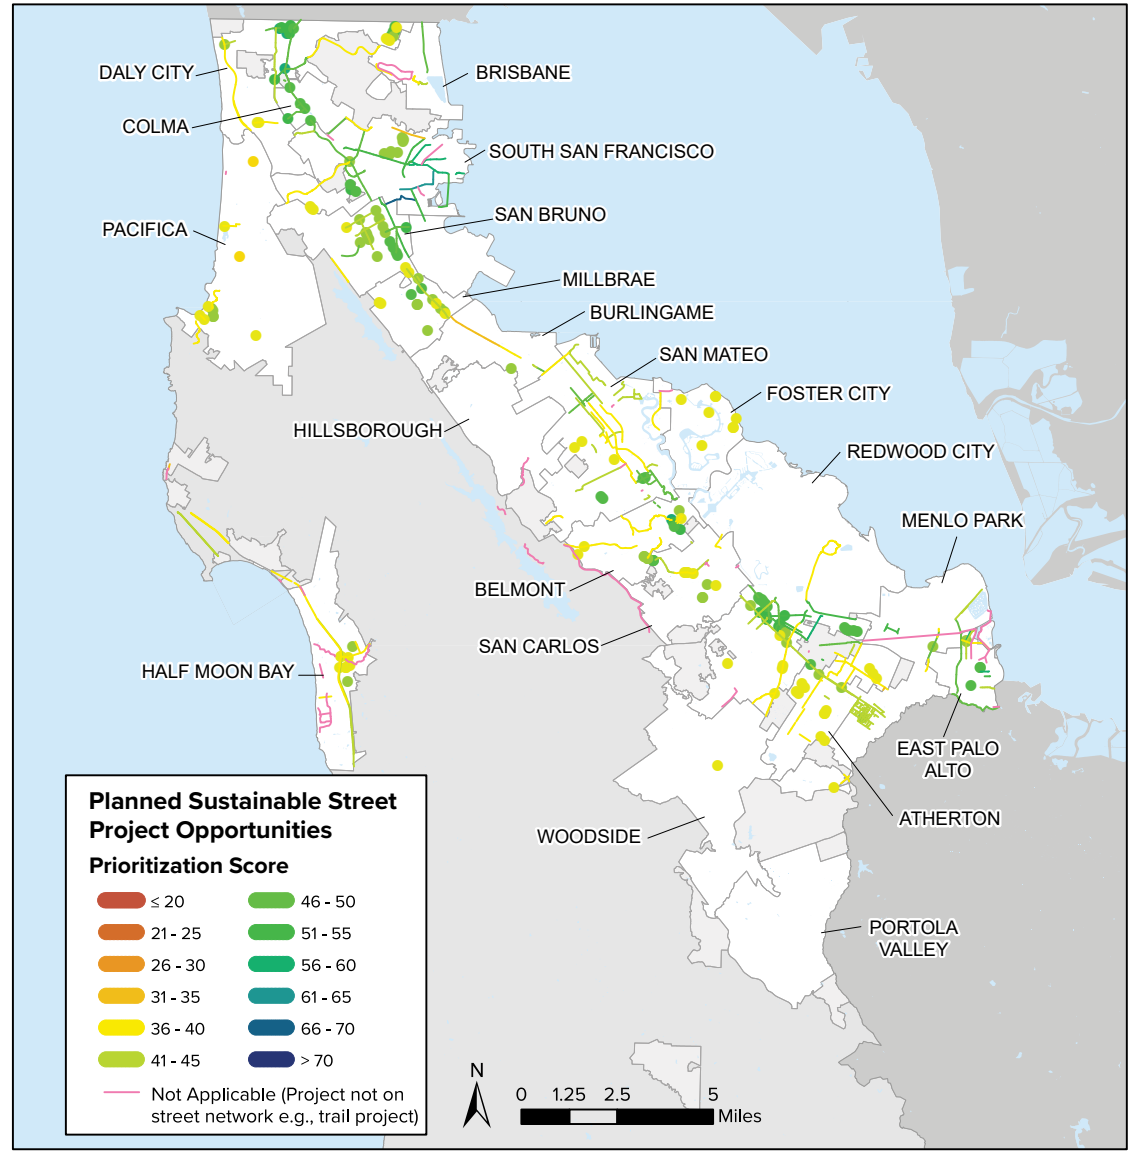 DALY CITY
BRISBANE
COLMA
SOUTH SAN FRANCISCO
PACIFICA
SAN BRUNO
MILLBRAE
BURLINGAME
SAN MATEO
FOSTER CITY
HILLSBOROUGH
REDWOOD CITY
MENLO PARK
BELMONT
SAN CARLOS
HALF MOON BAY
EAST PALO
ALTO
ATHERTON
WOODSIDE
PORTOLA
VALLEY
Planned Sustainable Street
Project Opportunities
Prioritization Score
≤ 20
21 - 25
26 - 30
31 - 35
36 - 40
41 - 45
46 - 50
51 - 55
56 - 60
61 - 65
66 - 70
> 70
Not Applicable (Project not on
street network e.g., trail project)
N
0 1.25 2.5 5
Miles